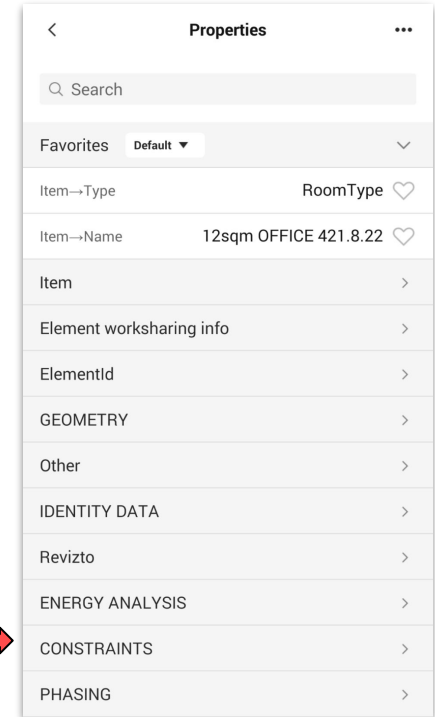 Properties
Search
Favorites Default
Item→Type RoomType
Item→Name 12sqm OFFICE 421.8.22
Item
Element worksharing info
ElementId
GEOMETRY
Other
IDENTITY DATA
Revizto
ENERGY ANALYSIS
CONSTRAINTS
PHASING